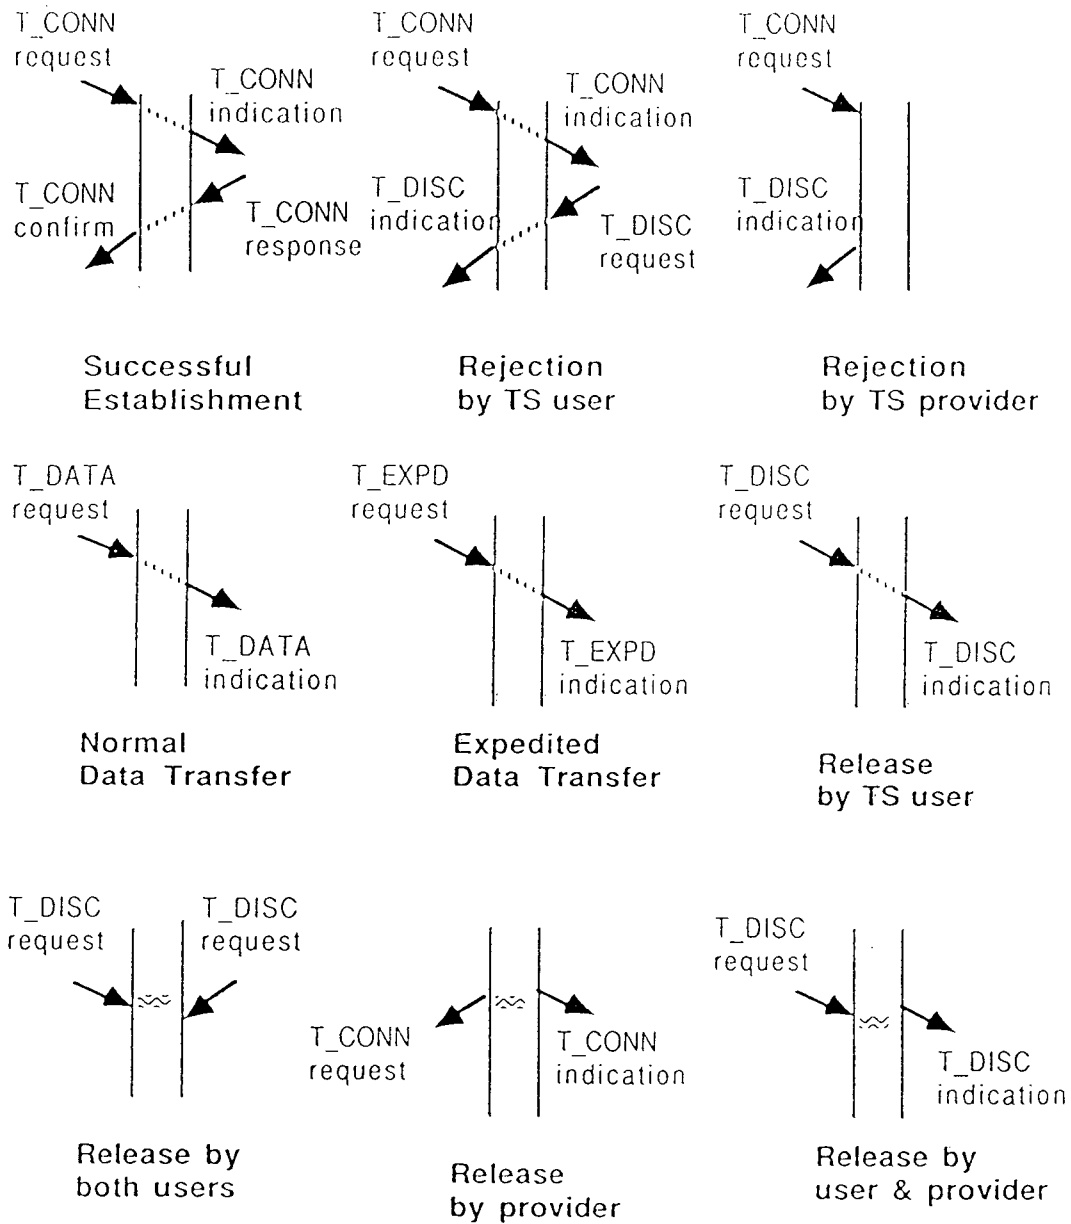 T_CONN
request
T_CONN
indication
T_CONN
confirm
T_CONN
response
Successful
Establishment
T_CONN
request
T_CONN
indication
T_DISC
indication
T_DISC
request
Rejection
by TS user
T_CONN
request
T_DISC
indication
Rejection
by TS provider
T_DATA
request
T_DATA
indication
Normal
Data Transfer
T_EXPD
request
T_EXPD
indication
Expedited
Data Transfer
T_DISC
request
T_DISC
indication
Release
by TS user
T_DISC
request
T_DISC
request
Release by
both users
T_CONN
request
T_CONN
indication
Release
by provider
T_DISC
request
T_DISC
indication
Release by
user & provider